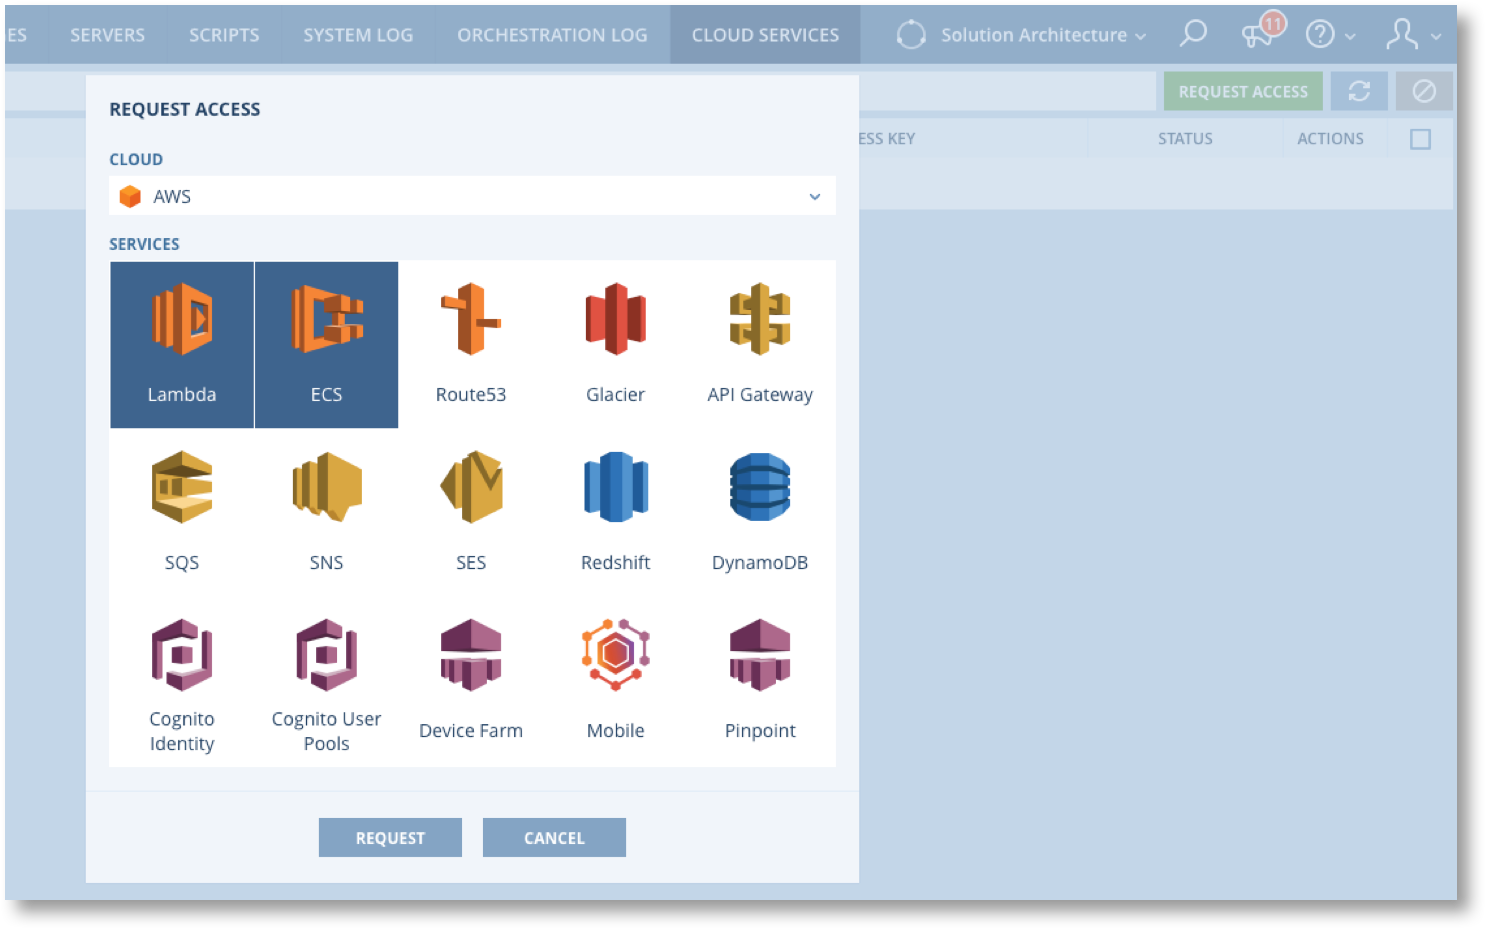 ES SERVERS SCRIPTS SYSTEM LOG ORCHESTRATION LOG CLOUD SERVICES Solution Architecture 11 ?
REQUEST ACCESS
REQUEST ACCESS
ESS KEY STATUS ACTIONS
CLOUD
AWS
SERVICES
Lambda ECS Route53 Glacier API Gateway
SQS SNS SES Redshift DynamoDB
Cognito Identity Cognito User Pools Device Farm Mobile Pinpoint
REQUEST CANCEL